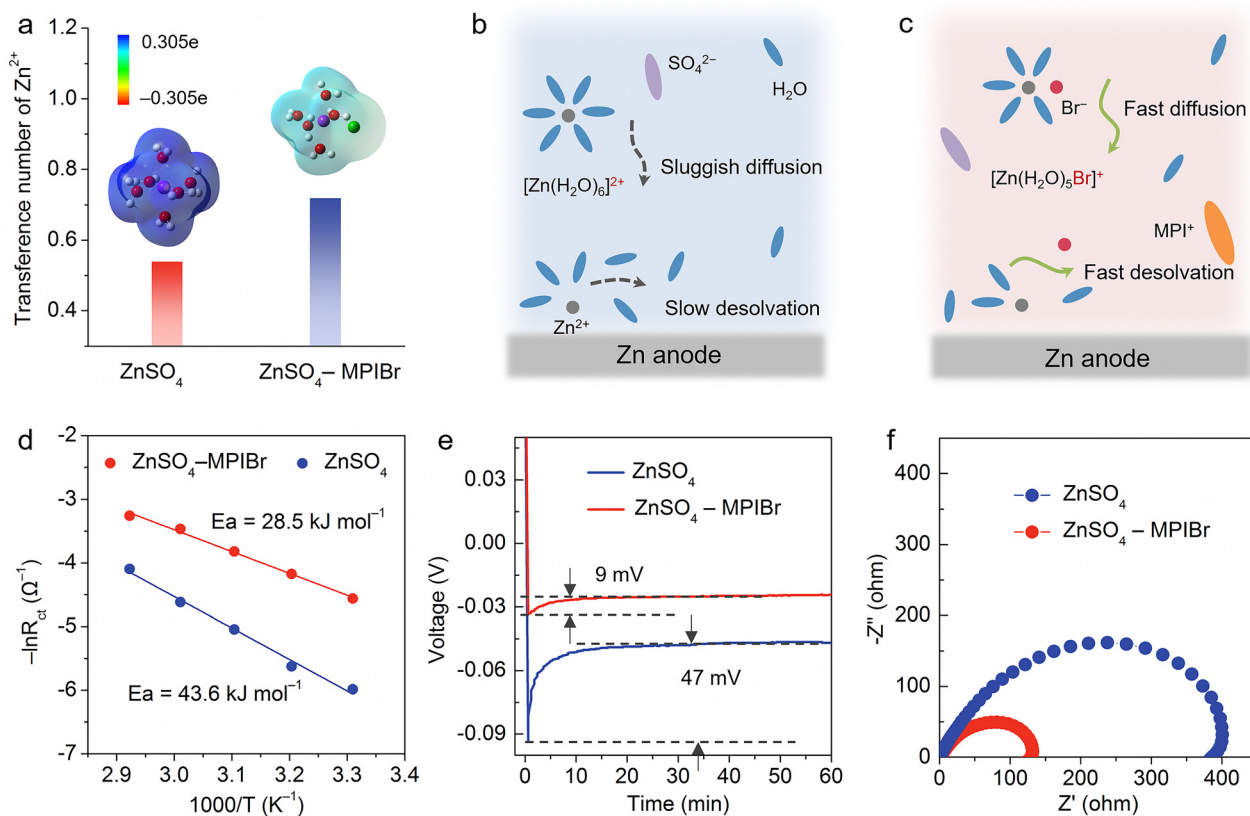 a
1.2
1.0
0.8
0.6
0.4
Transference number of Zn²⁺
0.305e
–0.305e
ZnSO₄
ZnSO₄– MPIBr
b
SO₄²⁻
H₂O
[Zn(H₂O)₆]²⁺
Sluggish diffusion
Slow desolvation
Zn²⁺
Zn anode
c
Br⁻
Fast diffusion
[Zn(H₂O)₅Br]⁺
MPI⁺
Fast desolvation
Zn anode
d
-2
-3
-4
-5
-6
-7
–lnR_ct (Ω⁻¹)
ZnSO₄–MPIBr
ZnSO₄
Ea = 28.5 kJ mol⁻¹
Ea = 43.6 kJ mol⁻¹
2.9 3.0 3.1 3.2 3.3 3.4
1000/T (K⁻¹)
e
0.03
0.00
-0.03
-0.06
-0.09
Voltage (V)
ZnSO₄
ZnSO₄ – MPIBr
9 mV
47 mV
0 10 20 30 40 50 60
Time (min)
f
400
300
200
100
0
-Z" (ohm)
ZnSO₄
ZnSO₄ – MPIBr
0 100 200 300 400
Z' (ohm)